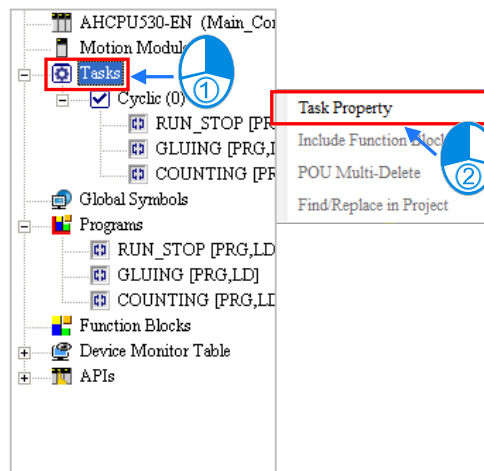 AHCPU530-EN (Main_Con
Motion Module
Tasks
①
Cyclic (0)
RUN_STOP [PR
GLUING [PRG,L
COUNTING [PR
Task Property
Include Function Block
②
POU Multi-Delete
Find/Replace in Project
Global Symbols
Programs
RUN_STOP [PRG,LD
GLUING [PRG,LD]
COUNTING [PRG,LD
Function Blocks
Device Monitor Table
APIs